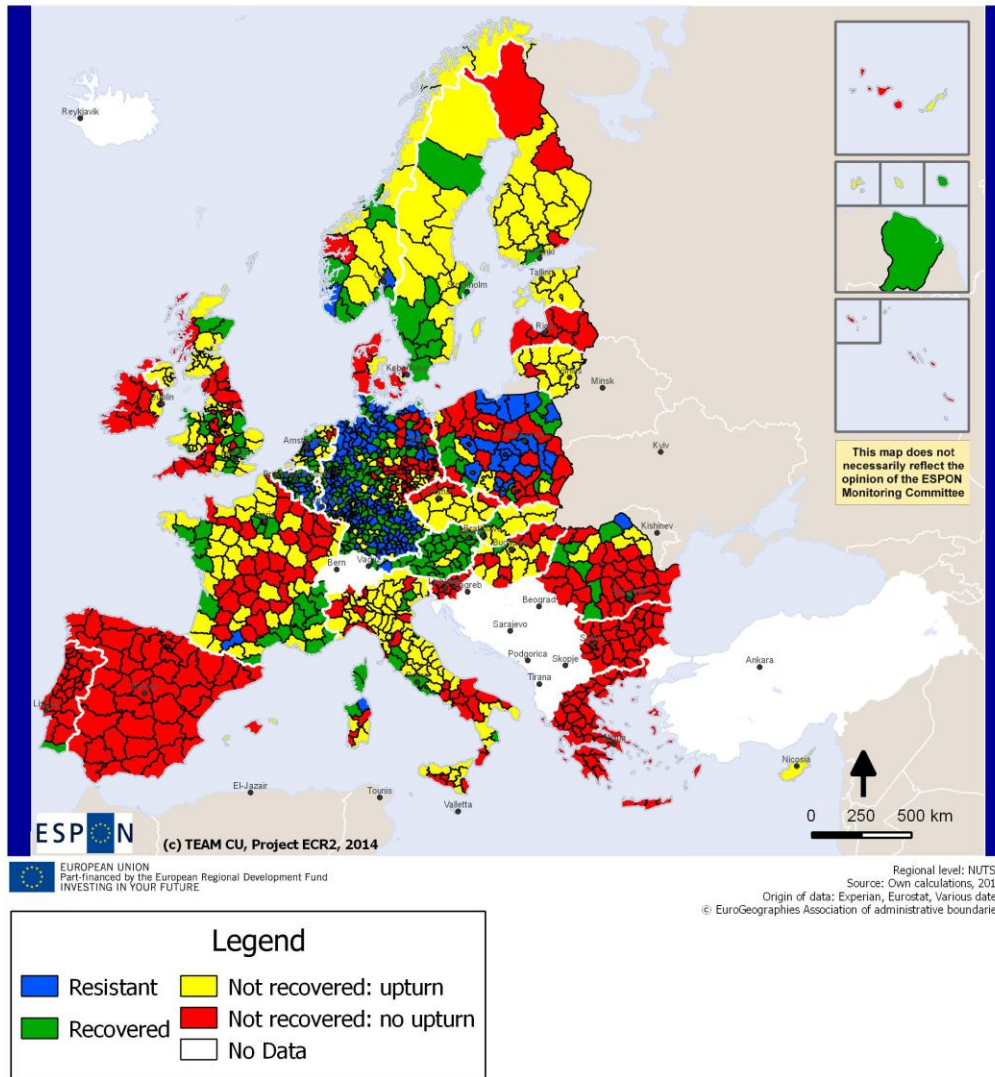 Reykjavik
Stockholm
Tallinn
Minsk
Kyiv
Kishinev
Bern
Beograd
Sarajevo
Podgorica
Skopje
Tirana
Ankara
Nicosia
El-Jazair
Tounis
Valletta
This map does not
necessarily reflect the
opinion of the ESPON
Monitoring Committee
0 250 500 km
ESPON
(c) TEAM CU, Project ECR2, 2014
EUROPEAN UNION
Part-financed by the European Regional Development Fund
INVESTING IN YOUR FUTURE
Regional level: NUTS
Source: Own calculations, 201
Origin of data: Experian, Eurostat, Various date
© EuroGeographies Association of administrative boundarie
Legend
Resistant
Recovered
Not recovered: upturn
Not recovered: no upturn
No Data